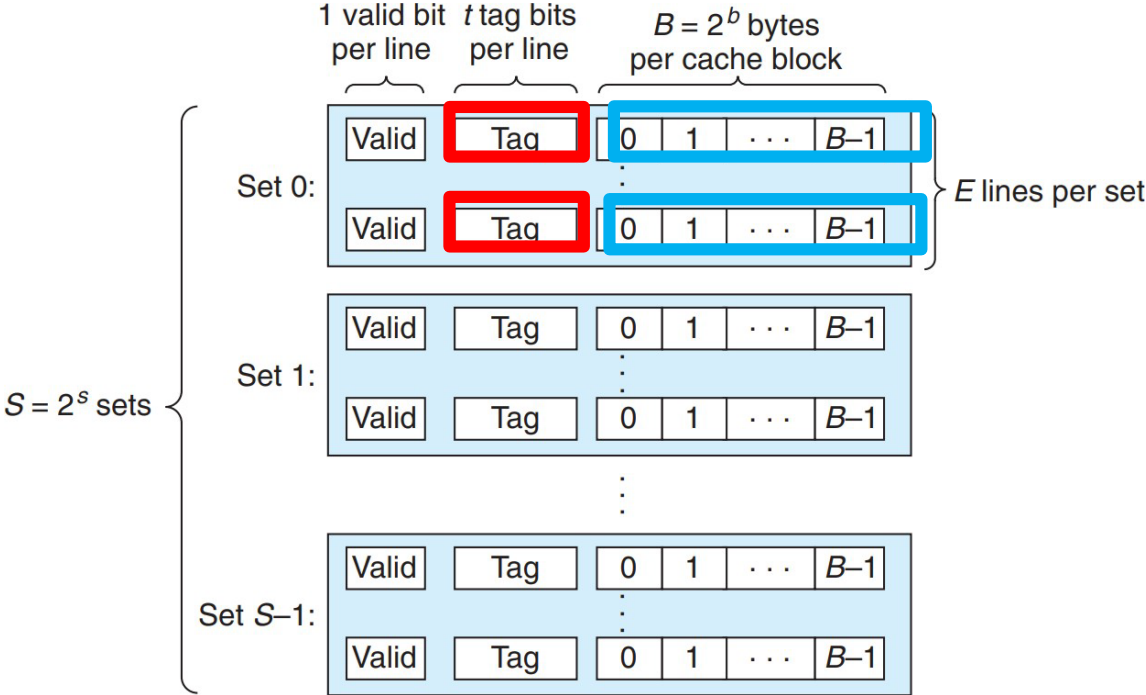 1 valid bit per line
t tag bits per line
B = 2^b bytes per cache block
Set 0:
Valid Tag 0 1 · · · B–1
Valid Tag 0 1 · · · B–1
E lines per set
Set 1:
Valid Tag 0 1 · · · B–1
Valid Tag 0 1 · · · B–1
S = 2^s sets
Set S–1:
Valid Tag 0 1 · · · B–1
Valid Tag 0 1 · · · B–1